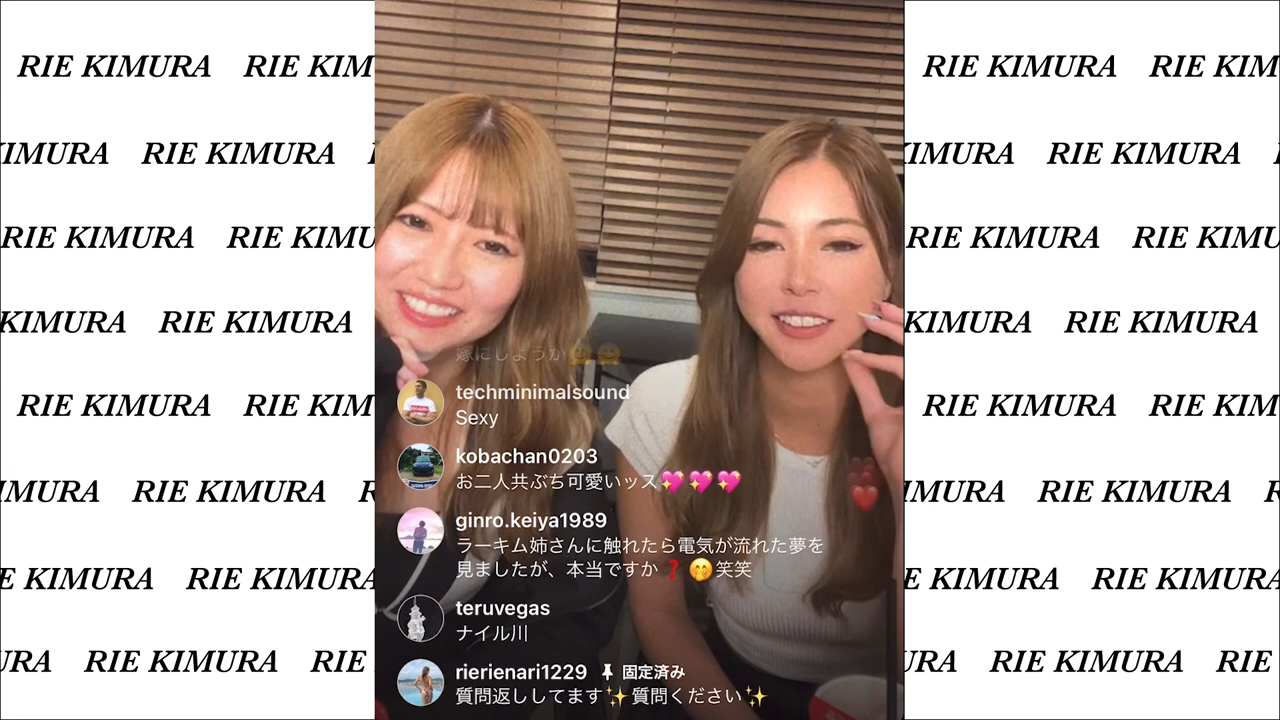 RIE KIMURA RIE KIM
RIE KIMURA RIE KIM
IMURA RIE KIMURA
IMURA RIE KIMURA
RIE KIMURA RIE KIMU
RIE KIMURA RIE KIMU
KIMURA RIE KIMURA
KIMURA RIE KIMURA
嫁にしようか🤗🤗
techminimalsound
Sexy
RIE KIMURA RIE KIM
RIE KIMURA RIE KIM
kobachan0203
お二人共ぶち可愛いッス💖💖💖
IMURA RIE KIMURA R
IMURA RIE KIMURA
ginro.keiya1989
ラーキム姉さんに触れたら電気が流れた夢を
見ましたが、本当ですか❓🤭笑笑
E KIMURA RIE KIMURA
E KIMURA RIE KIMURA
teruvegas
ナイル川
URA RIE KIMURA RIE
URA RIE KIMURA RIE
rierienari1229 固定済み
質問返ししてます✨質問ください✨